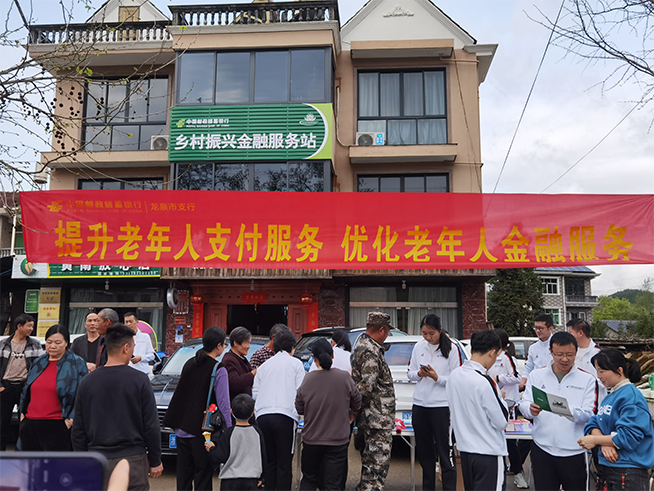 中国邮政储蓄银行
乡村振兴金融服务站
中国邮政储蓄银行 龙泉市支行
提升老年人支付服务 优化老年人金融服务